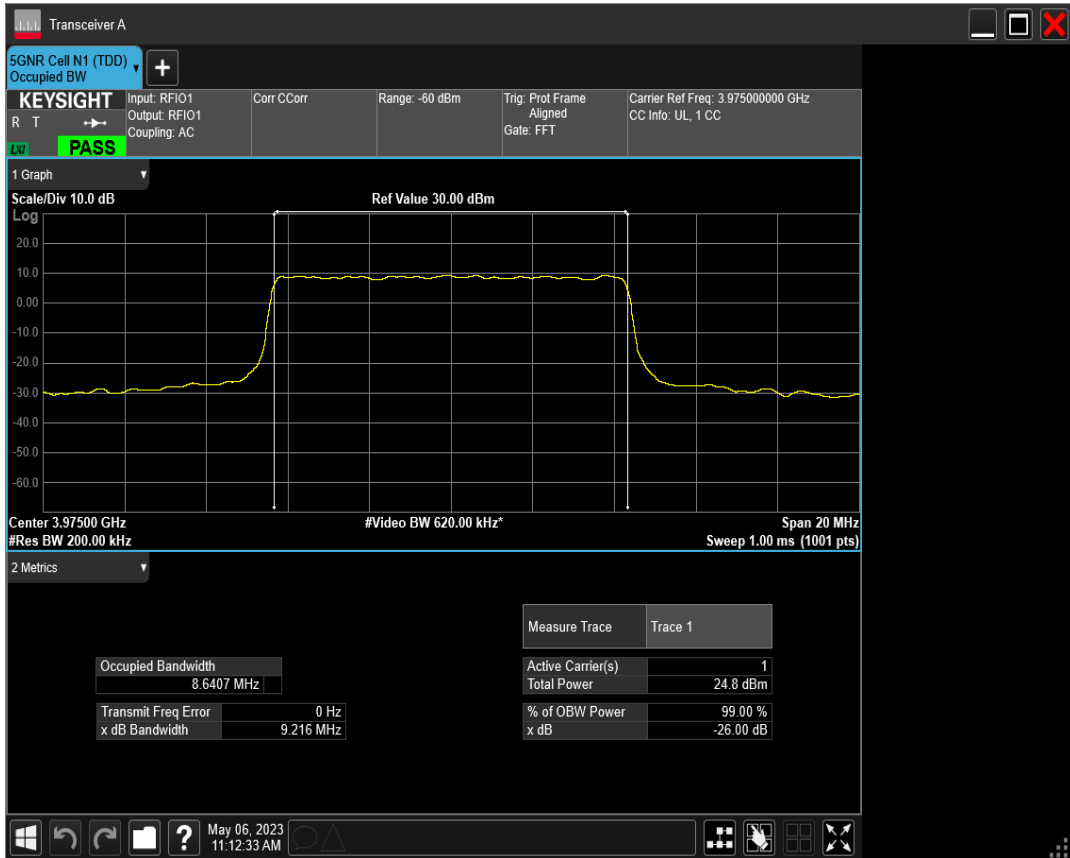 Transceiver A
5GNR Cell N1 (TDD)
Occupied BW
KEYSIGHT
R T
LXI
PASS
Input: RFIO1
Output: RFIO1
Coupling: AC
Corr CCorr
Range: -60 dBm
Trig: Prot Frame
Aligned
Gate: FFT
Carrier Ref Freq: 3.975000000 GHz
CC Info: UL, 1 CC
1 Graph
Scale/Div 10.0 dB
Ref Value 30.00 dBm
Log
20.0
10.0
0.00
-10.0
-20.0
-30.0
-40.0
-50.0
-60.0
Center 3.97500 GHz
#Video BW 620.00 kHz*
Span 20 MHz
#Res BW 200.00 kHz
Sweep 1.00 ms (1001 pts)
2 Metrics
Measure Trace Trace 1
Occupied Bandwidth
8.6407 MHz
Transmit Freq Error 0 Hz
x dB Bandwidth 9.216 MHz
Active Carrier(s) 1
Total Power 24.8 dBm
% of OBW Power 99.00 %
x dB -26.00 dB
?
May 06, 2023
11:12:33 AM